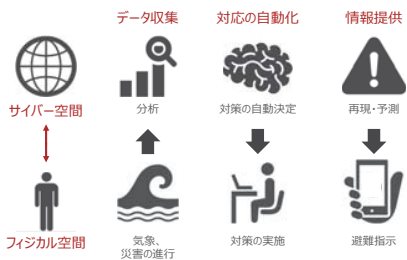 データ収集
対応の自動化
情報提供
サイバー空間
分析
対策の自動決定
再現・予測
フィジカル空間
気象、
災害の進行
対策の実施
避難指示